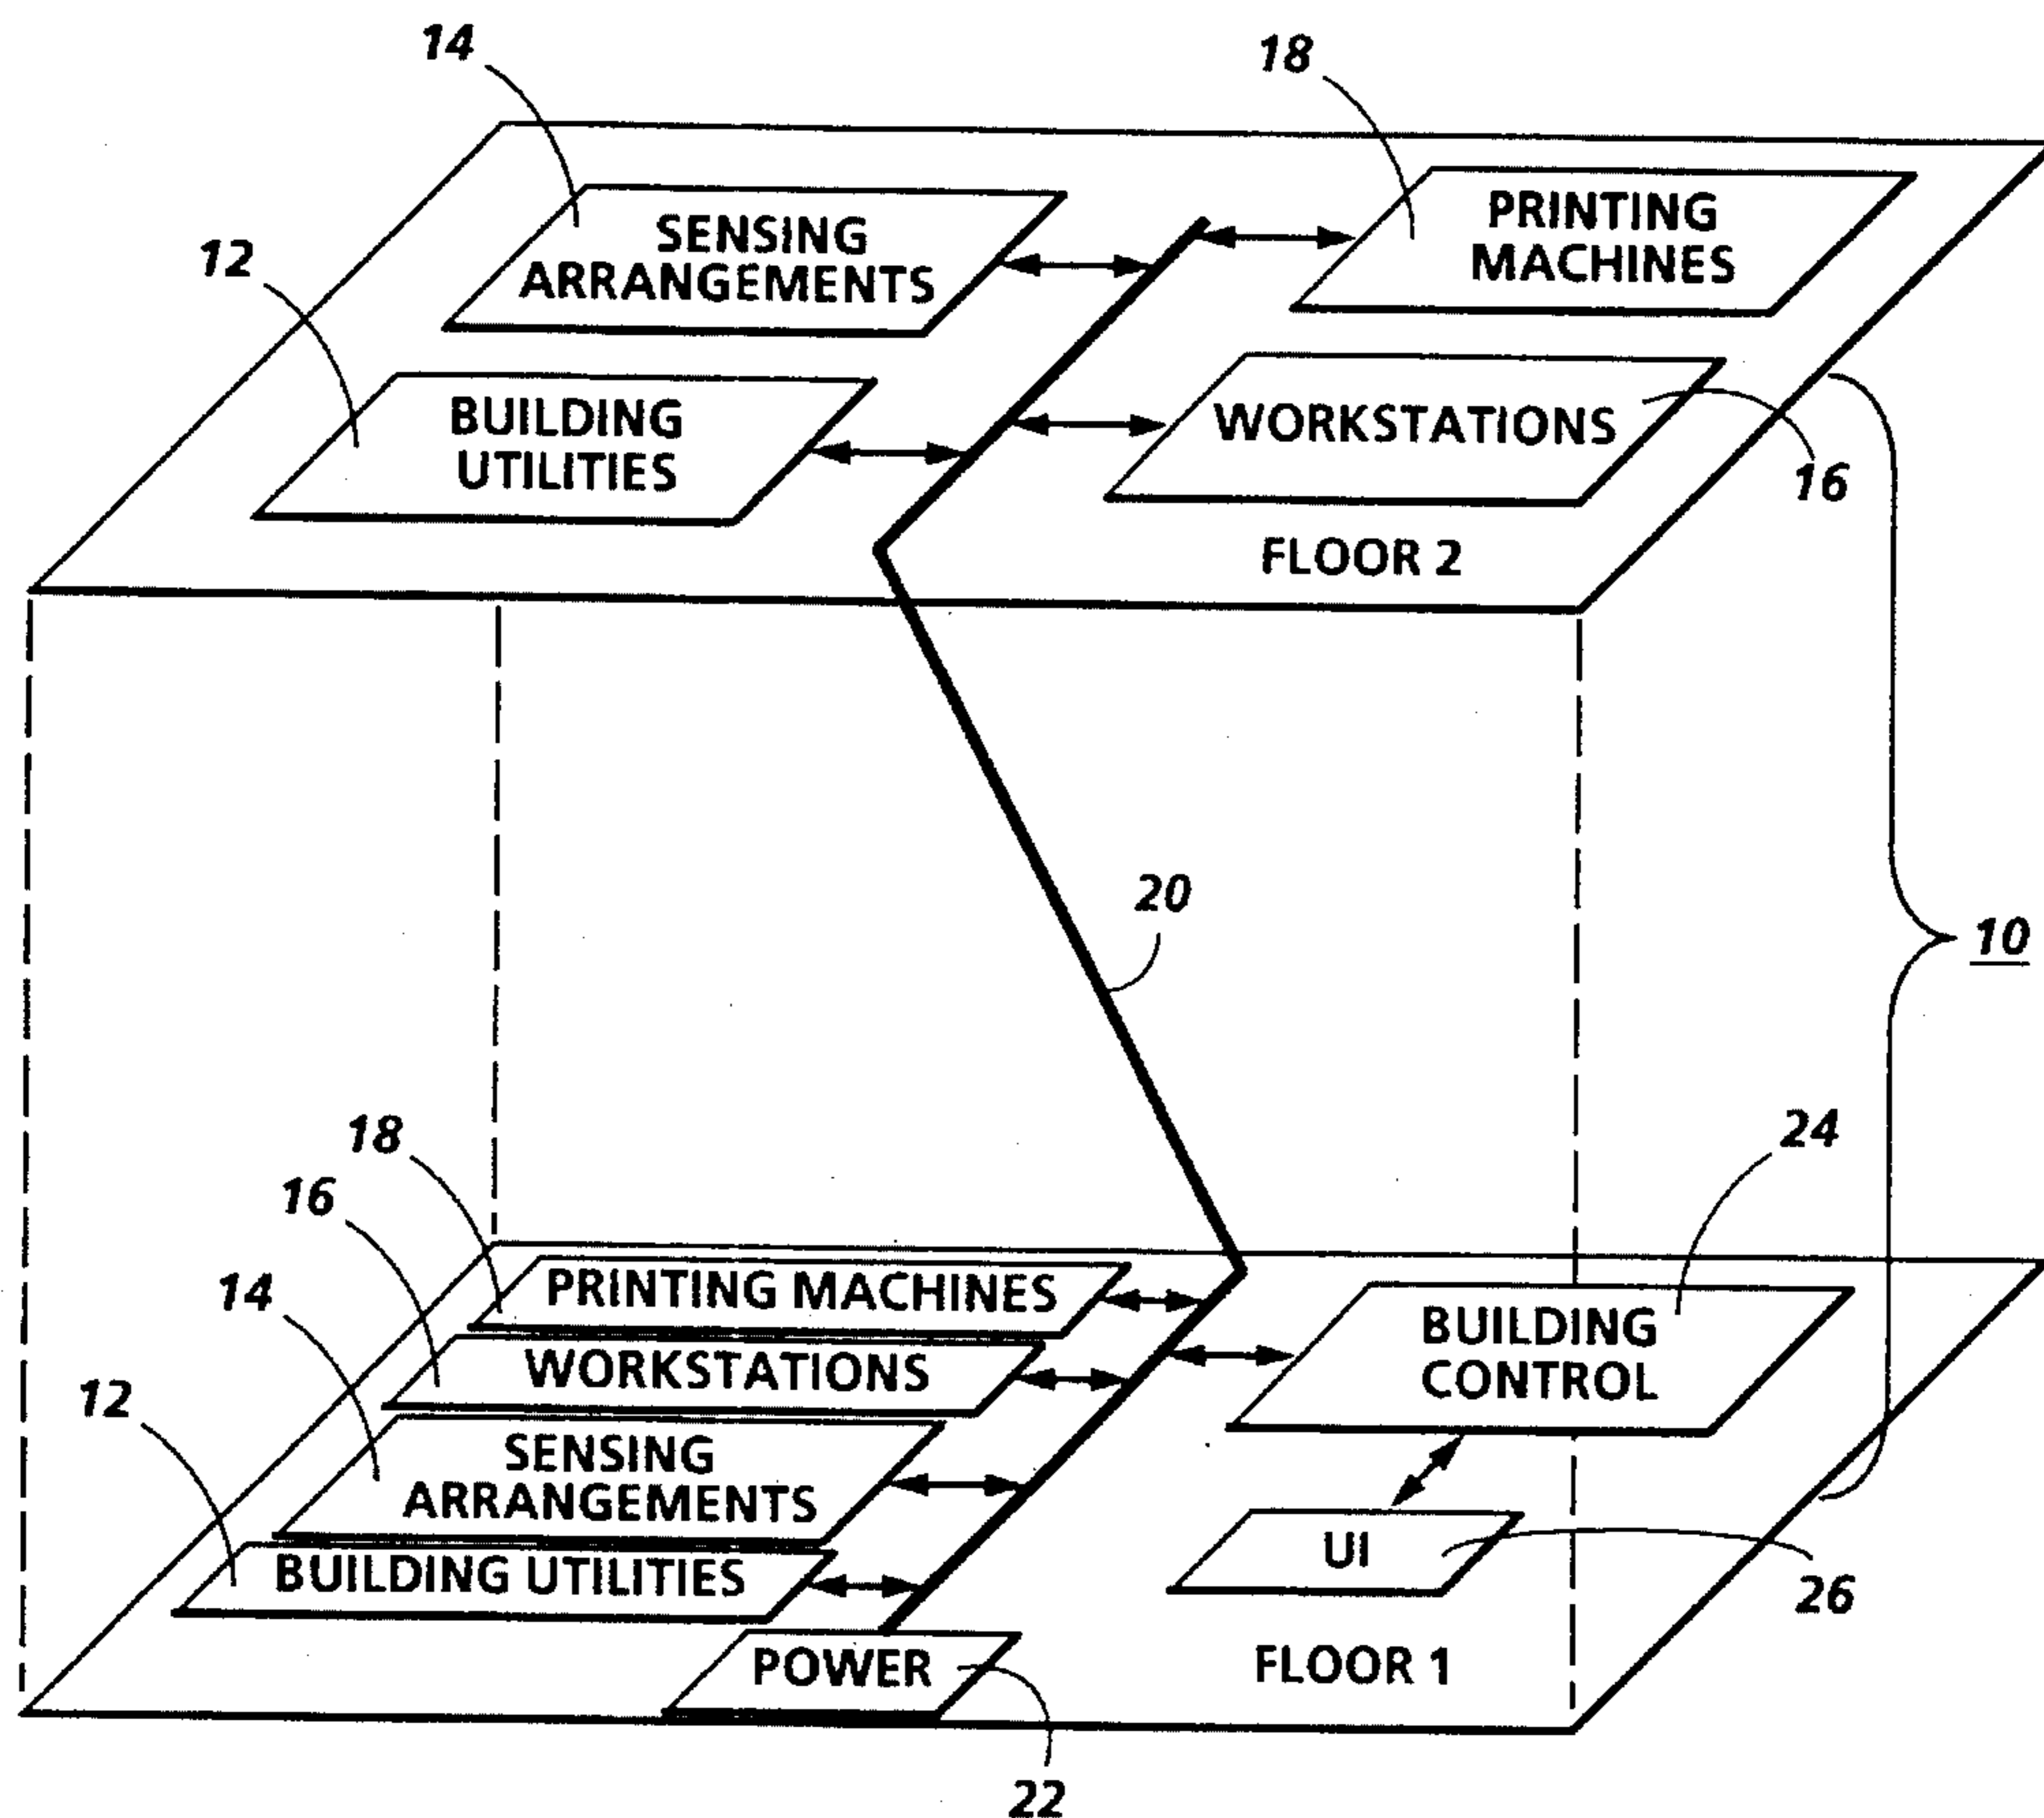 14
18
12
SENSING
ARRANGEMENTS
PRINTING
MACHINES
BUILDING
UTILITIES
WORKSTATIONS
16
FLOOR 2
20
10
18
24
16
14
12
PRINTING MACHINES
WORKSTATIONS
SENSING
ARRANGEMENTS
BUILDING UTILITIES
BUILDING
CONTROL
UI
26
POWER
FLOOR 1
22